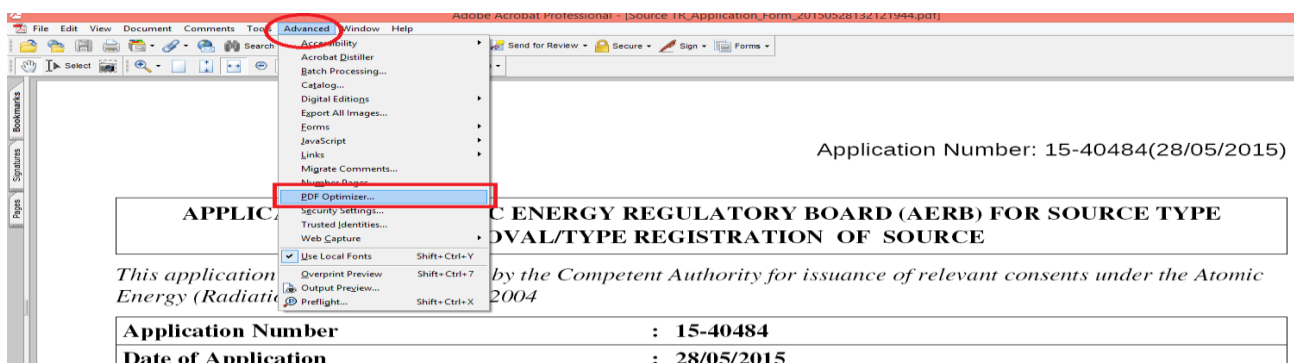 Adobe Acrobat Professional - [Source TR_Application_Form_20150528132121944.pdf]
File Edit View Document Comments Tools Advanced Window Help
Search
Send for Review
Secure
Sign
Forms
Select
Accessibility
Acrobat Distiller
Batch Processing...
Catalog...
Digital Editions
Export All Images...
Forms
JavaScript
Links
Migrate Comments...
Number Pages
PDF Optimizer...
Security Settings...
Trusted Identities...
Web Capture
Use Local Fonts Shift+Ctrl+Y
Overprint Preview Shift+Ctrl+7
Output Preview...
Preflight... Shift+Ctrl+X
Bookmarks
Signatures
Pages
Application Number: 15-40484(28/05/2015)
APPLIC C ENERGY REGULATORY BOARD (AERB) FOR SOURCE TYPE
OVAL/TYPE REGISTRATION OF SOURCE
This application by the Competent Authority for issuance of relevant consents under the Atomic
Energy (Radiati 2004
Application Number : 15-40484
Date of Application : 28/05/2015